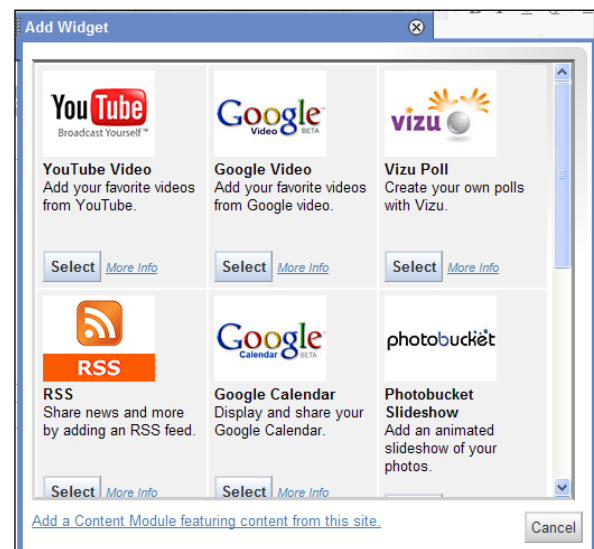 Add Widget
You Tube
Broadcast Yourself™
Google
Video BETA
vizu
YouTube Video
Add your favorite videos
from YouTube.
Google Video
Add your favorite videos
from Google video.
Vizu Poll
Create your own polls
with Vizu.
Select More Info
Select More Info
Select More Info
RSS
Google
Calendar BETA
photobucket
RSS
Share news and more
by adding an RSS feed.
Google Calendar
Display and share your
Google Calendar.
Photobucket
Slideshow
Add an animated
slideshow of your
photos.
Select More Info
Select More Info
Add a Content Module featuring content from this site.
Cancel